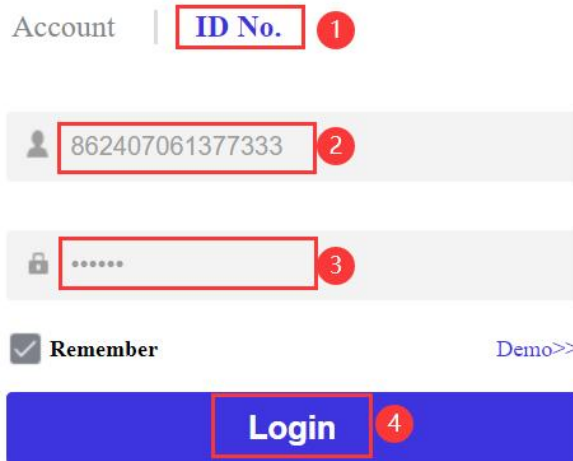 Account | ID No. 1
862407061377333 2
•••••• 3
Remember Demo>>
Login 4